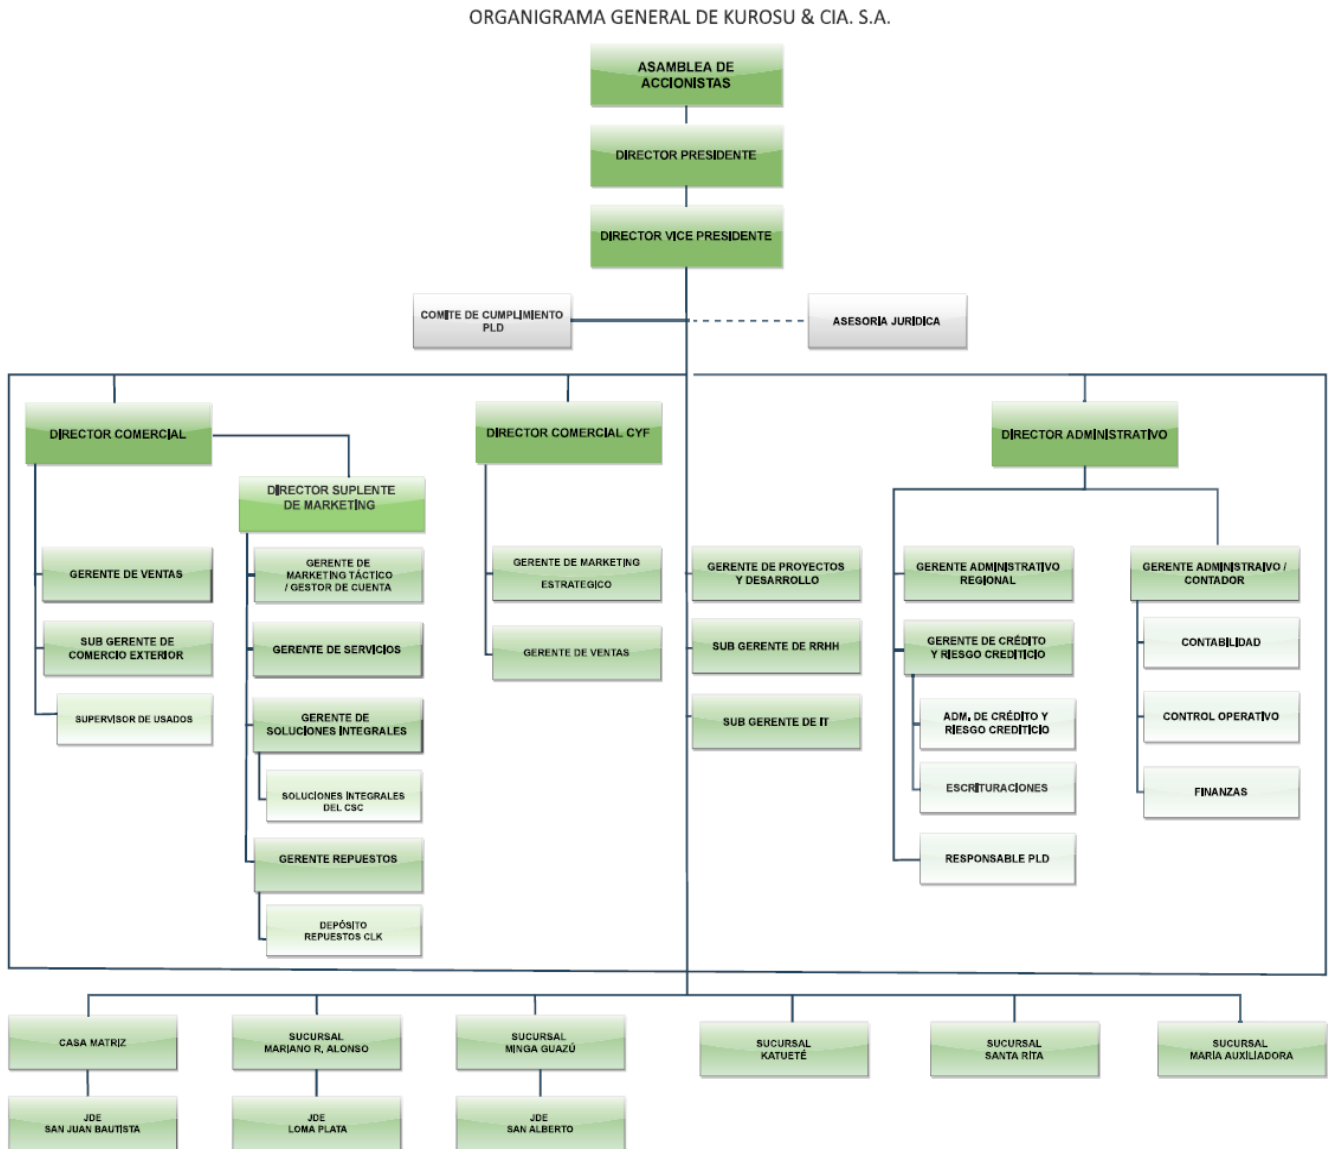 ORGANIGRAMA GENERAL DE KUROSU & CIA. S.A.
ASAMBLEA DE
ACCIONISTAS
DIRECTOR PRESIDENTE
DIRECTOR VICE PRESIDENTE
COMITE DE CUMPLIMIENTO
PLD
ASESORIA JURIDICA
DIRECTOR COMERCIAL
DIRECTOR SUPLENTE
DE MARKETING
GERENTE DE VENTAS
SUB GERENTE DE
COMERCIO EXTERIOR
SUPERVISOR DE USADOS
GERENTE DE
MARKETING TÁCTICO
/ GESTOR DE CUENTA
GERENTE DE SERVICIOS
GERENTE DE
SOLUCIONES INTEGRALES
SOLUCIONES INTEGRALES
DEL CSC
GERENTE REPUESTOS
DEPÓSITO
REPUESTOS CLK
DIRECTOR COMERCIAL CYF
GERENTE DE MARKETING
ESTRATEGICO
GERENTE DE VENTAS
GERENTE DE PROYECTOS
Y DESARROLLO
SUB GERENTE DE RRHH
SUB GERENTE DE IT
DIRECTOR ADMINISTRATIVO
GERENTE ADMINISTRATIVO
REGIONAL
GERENTE DE CRÉDITO
Y RIESGO CREDITICIO
ADM. DE CRÉDITO Y
RIESGO CREDITICIO
ESCRITURACIONES
RESPONSABLE PLD
GERENTE ADMINISTRAIVO /
CONTADOR
CONTABILIDAD
CONTROL OPERATIVO
FINANZAS
CASA MATRIZ
SUCURSAL
MARIANO R. ALONSO
SUCURSAL
MINGA GUAZÚ
SUCURSAL
KATUETÉ
SUCURSAL
SANTA RITA
SUCURSAL
MARÍA AUXILIADORA
JDE
SAN JUAN BAUTISTA
JDE
LOMA PLATA
JDE
SAN ALBERTO